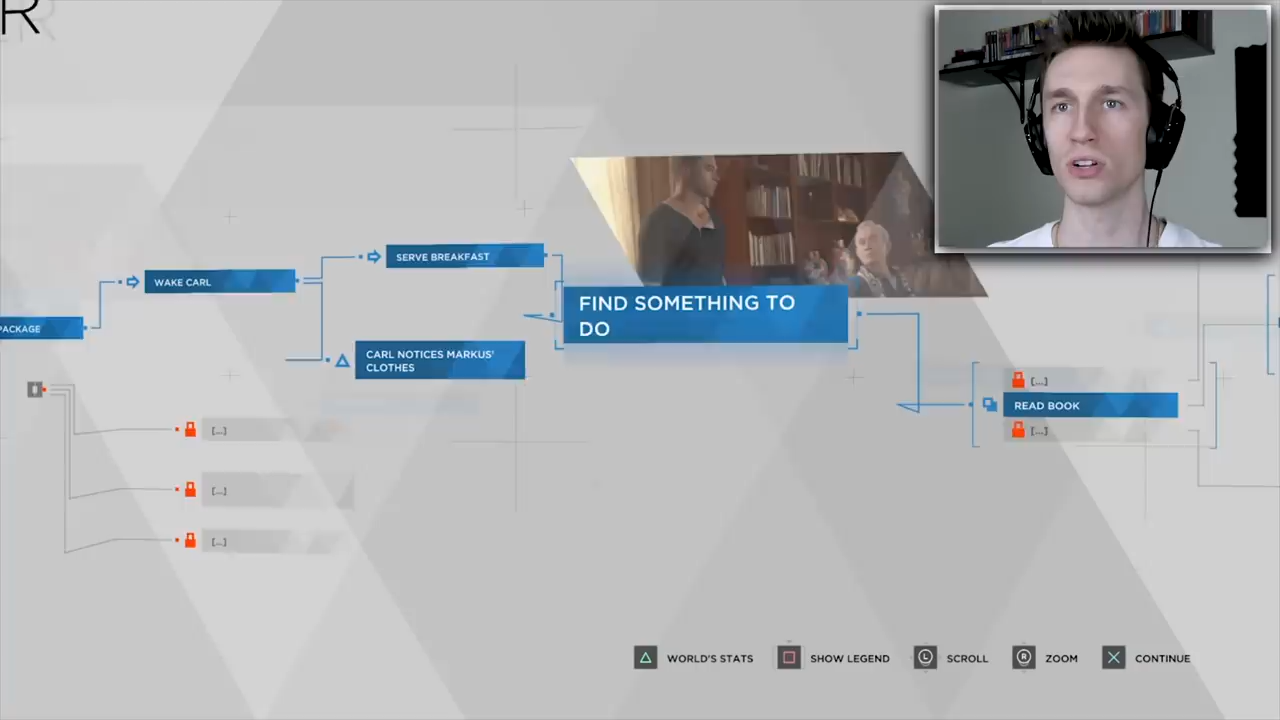 R
SERVE BREAKFAST
WAKE CARL
FIND SOMETHING TO
DO
PACKAGE
CARL NOTICES MARKUS'
CLOTHES
[...]
READ BOOK
[...]
[...]
[...]
[...]
WORLD'S STATS
SHOW LEGEND
L
SCROLL
R
ZOOM
CONTINUE